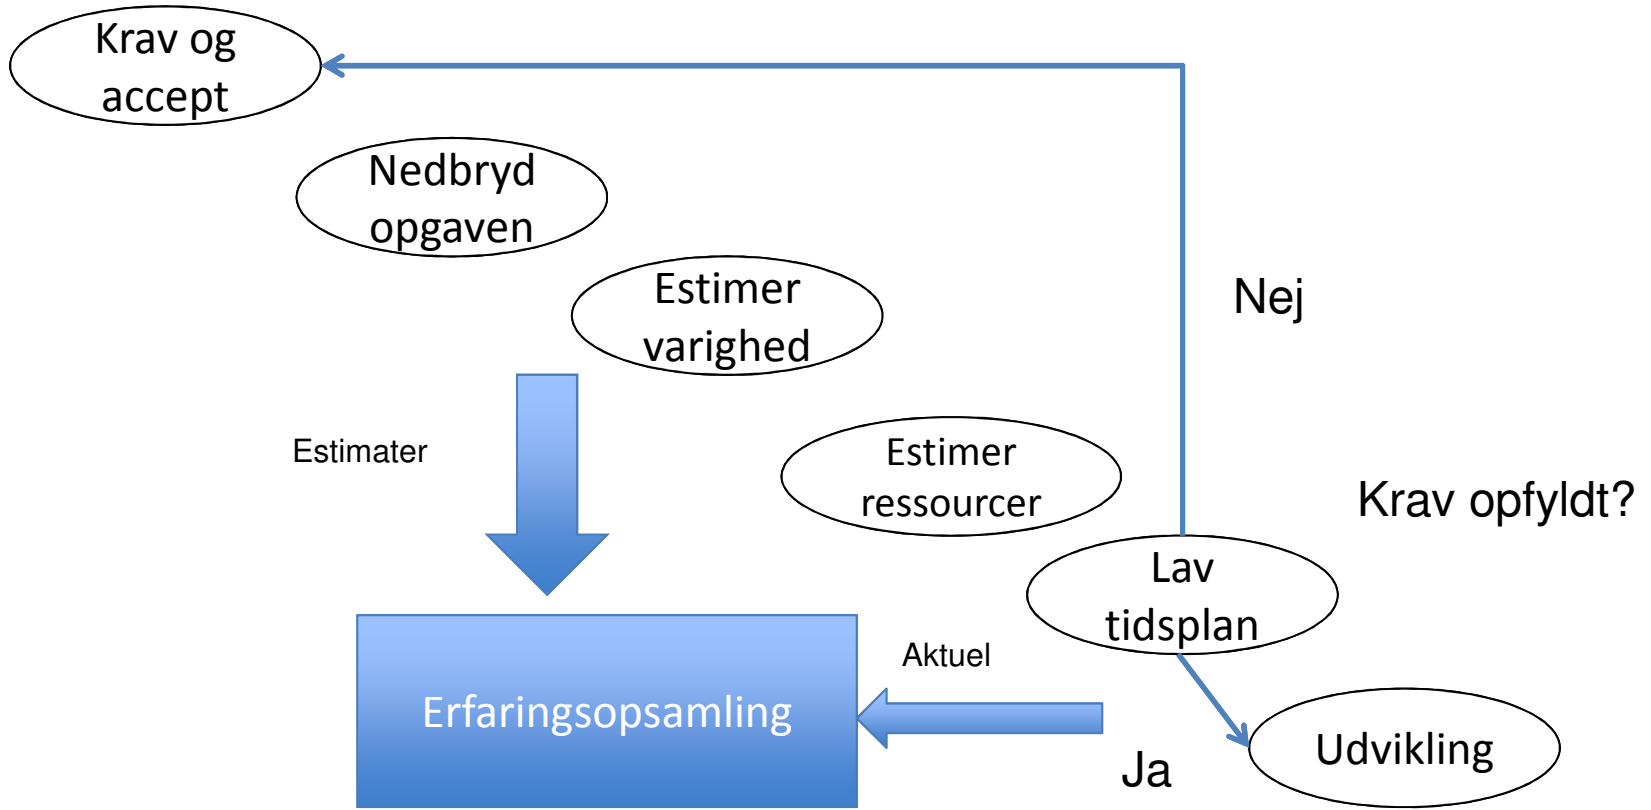 Krav og
accept
Nedbryd
opgaven
Estimer
varighed
Nej
Estimater
Estimer
ressourcer
Krav opfyldt?
Lav
tidsplan
Aktuel
Erfaringsopsamling
Ja
Udvikling